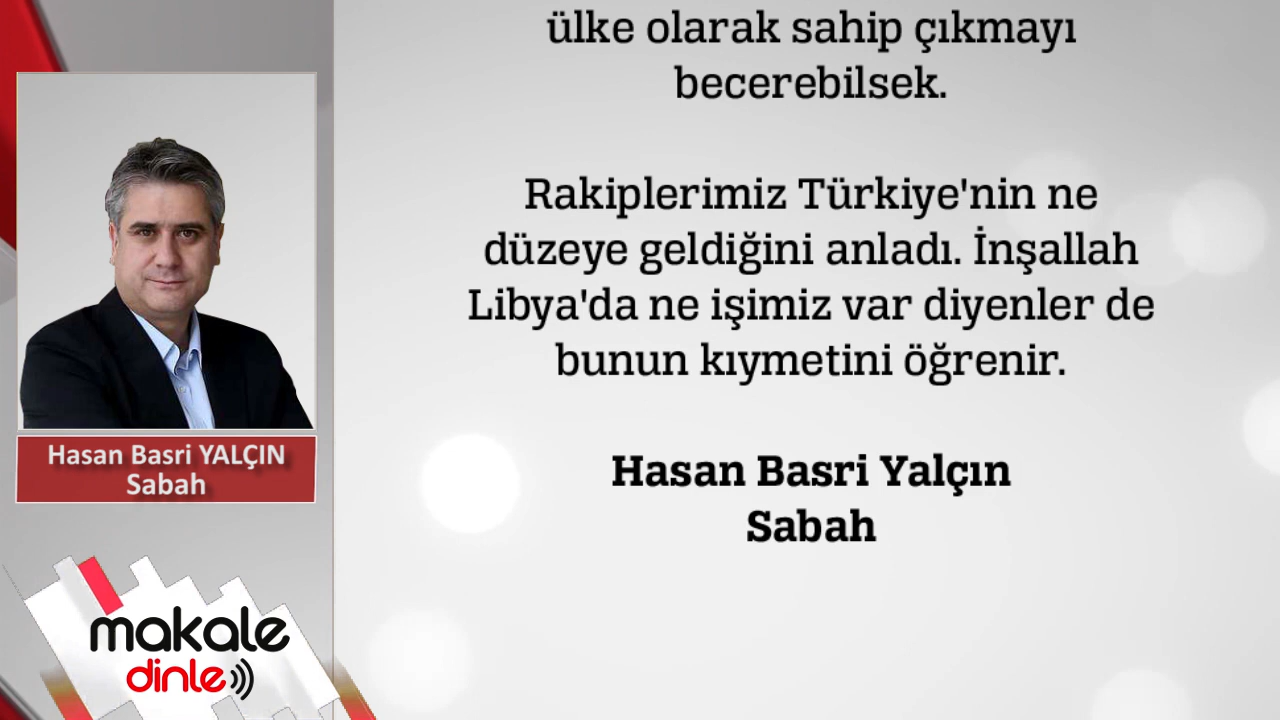 ülke olarak sahip çıkmayı
becerebilsek.
Rakiplerimiz Türkiye'nin ne
düzeye geldiğini anladı. İnşallah
Libya'da ne işimiz var diyenler de
bunun kıymetini öğrenir.
Hasan Basri Yalçın
Sabah
Hasan Basri YALÇIN
Sabah
makale
dinle